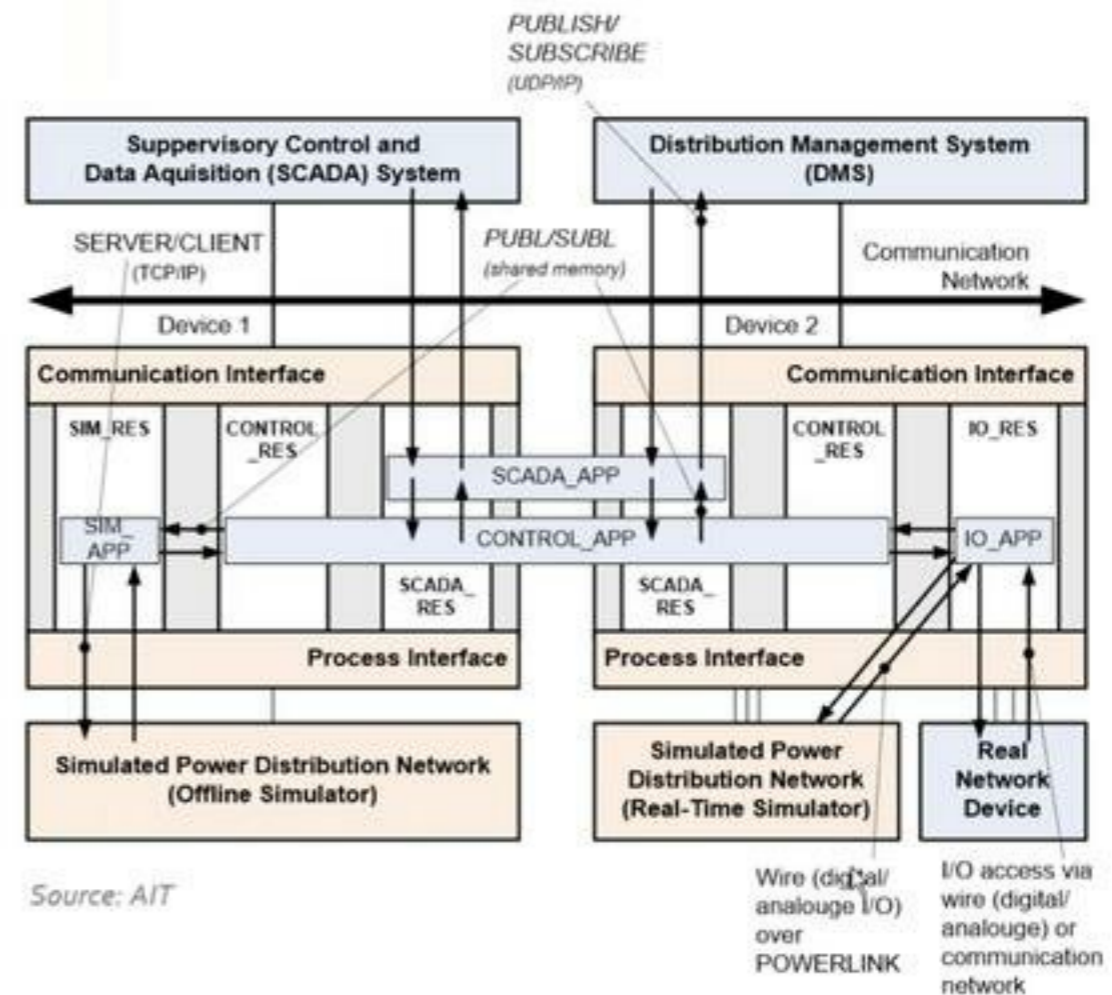 PUBLISH/
SUBSCRIBE
(UDP/IP)
Suppervisory Control and
Data Aquisition (SCADA) System
Distribution Management System
(DMS)
SERVER/CLIENT
(TCP/IP)
PUBL/SUBL
(shared memory)
Communication
Network
Device 1
Device 2
Communication Interface
Communication Interface
SIM_RES
CONTROL
_RES
CONTROL
_RES
IO_RES
SCADA_APP
SIM_
APP
CONTROL_APP
IO_APP
SCADA_
RES
SCADA_
RES
Process Interface
Process Interface
Simulated Power Distribution Network
(Offline Simulator)
Simulated Power
Distribution Network
(Real-Time Simulator)
Real
Network
Device
Source: AIT
Wire (digital/
analouge I/O)
over
POWERLINK
I/O access via
wire (digital/
analouge) or
communication
network